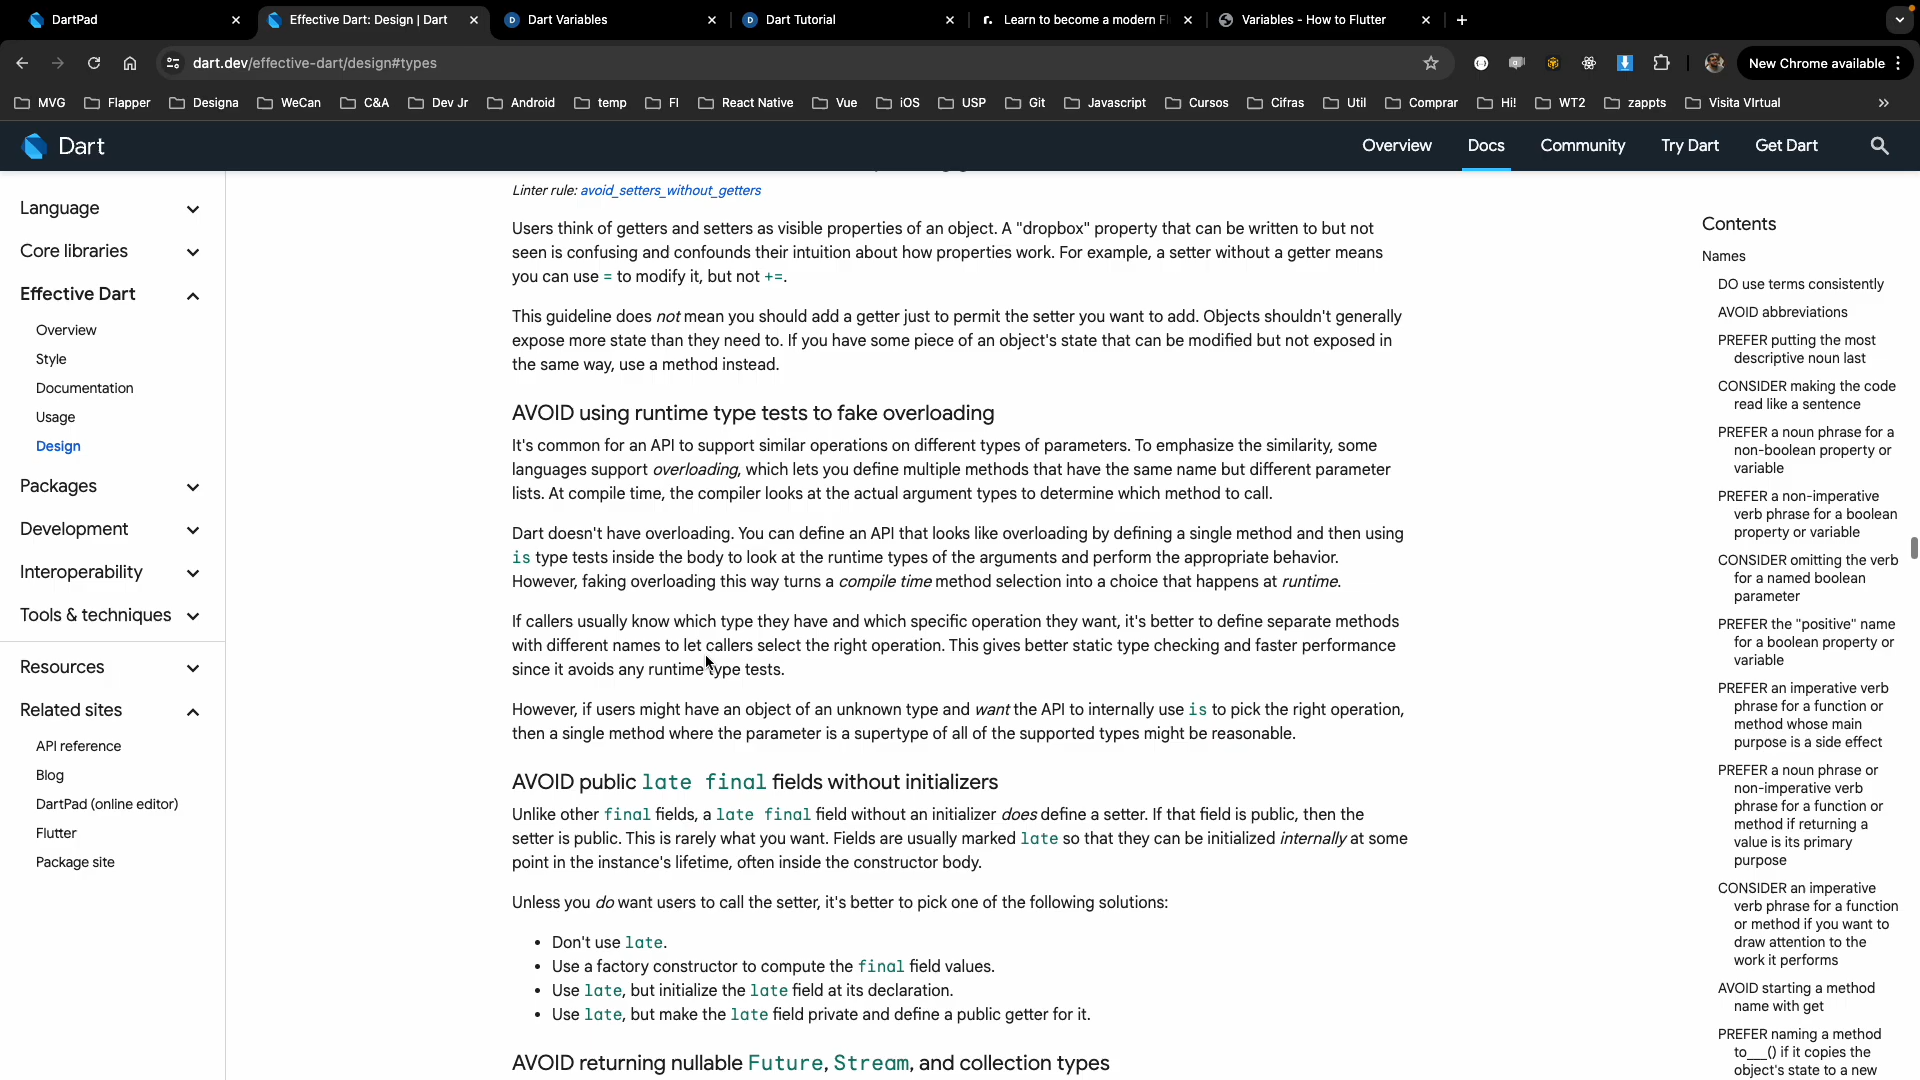 DartPad
Effective Dart: Design | Dart
Dart Variables
Dart Tutorial
Learn to become a modern Fl
Variables - How to Flutter
dart.dev/effective-dart/design#types
New Chrome available
MVG
Flapper
Designa
WeCan
C&A
Dev Jr
Android
temp
FI
React Native
Vue
iOS
USP
Git
Javascript
Cursos
Cifras
Util
Comprar
Hi!
WT2
zappts
Visita VIrtual
Dart
Overview
Docs
Community
Try Dart
Get Dart
Language
Core libraries
Effective Dart
Overview
Style
Documentation
Usage
Design
Packages
Development
Interoperability
Tools & techniques
Resources
Related sites
API reference
Blog
DartPad (online editor)
Flutter
Package site
Linter rule: avoid_setters_without_getters
Users think of getters and setters as visible properties of an object. A "dropbox" property that can be written to but not
seen is confusing and confounds their intuition about how properties work. For example, a setter without a getter means
you can use = to modify it, but not +=.
This guideline does not mean you should add a getter just to permit the setter you want to add. Objects shouldn't generally
expose more state than they need to. If you have some piece of an object's state that can be modified but not exposed in
the same way, use a method instead.
AVOID using runtime type tests to fake overloading
It's common for an API to support similar operations on different types of parameters. To emphasize the similarity, some
languages support overloading, which lets you define multiple methods that have the same name but different parameter
lists. At compile time, the compiler looks at the actual argument types to determine which method to call.
Dart doesn't have overloading. You can define an API that looks like overloading by defining a single method and then using
is type tests inside the body to look at the runtime types of the arguments and perform the appropriate behavior.
However, faking overloading this way turns a compile time method selection into a choice that happens at runtime.
If callers usually know which type they have and which specific operation they want, it's better to define separate methods
with different names to let callers select the right operation. This gives better static type checking and faster performance
since it avoids any runtime type tests.
However, if users might have an object of an unknown type and want the API to internally use is to pick the right operation,
then a single method where the parameter is a supertype of all of the supported types might be reasonable.
AVOID public late final fields without initializers
Unlike other final fields, a late final field without an initializer does define a setter. If that field is public, then the
setter is public. This is rarely what you want. Fields are usually marked late so that they can be initialized internally at some
point in the instance's lifetime, often inside the constructor body.
Unless you do want users to call the setter, it's better to pick one of the following solutions:
• Don't use late.
• Use a factory constructor to compute the final field values.
• Use late, but initialize the late field at its declaration.
• Use late, but make the late field private and define a public getter for it.
AVOID returning nullable Future, Stream, and collection types
Contents
Names
DO use terms consistently
AVOID abbreviations
PREFER putting the most
descriptive noun last
CONSIDER making the code
read like a sentence
PREFER a noun phrase for a
non-boolean property or
variable
PREFER a non-imperative
verb phrase for a boolean
property or variable
CONSIDER omitting the verb
for a named boolean
parameter
PREFER the "positive" name
for a boolean property or
variable
PREFER an imperative verb
phrase for a function or
method whose main
purpose is a side effect
PREFER a noun phrase or
non-imperative verb
phrase for a function or
method if returning a
value is its primary
purpose
CONSIDER an imperative
verb phrase for a function
or method if you want to
draw attention to the
work it performs
AVOID starting a method
name with get
PREFER naming a method
to___() if it copies the
object's state to a new